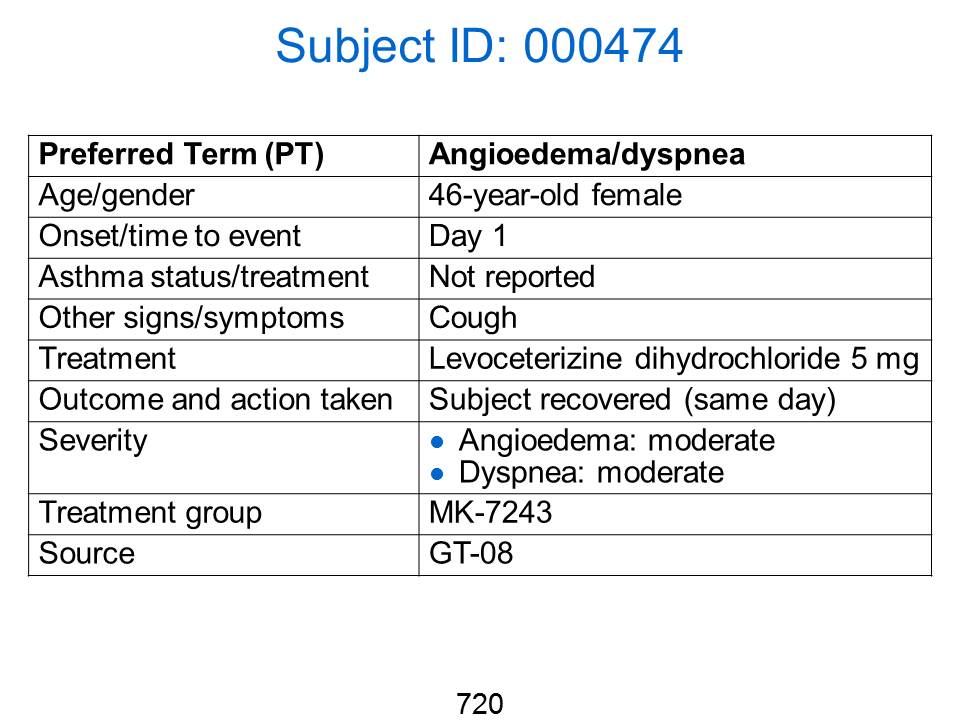 Subject ID: 000474
Preferred Term (PT) Angioedema/dyspnea
Age/gender 46-year-old female
Onset/time to event Day 1
Asthma status/treatment Not reported
Other signs/symptoms Cough
Treatment Levoceterizine dihydrochloride 5 mg
Outcome and action taken Subject recovered (same day)
Severity • Angioedema: moderate
• Dyspnea: moderate
Treatment group MK-7243
Source GT-08
720